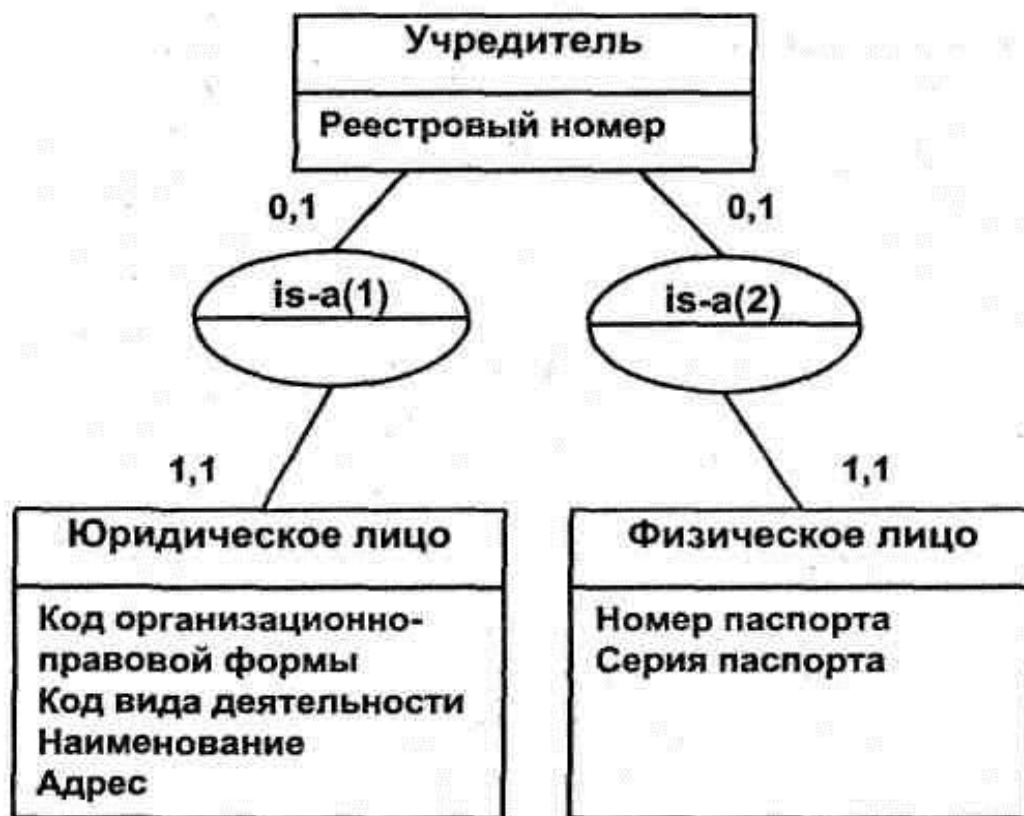 Учредитель
Реестровый номер
0,1
0,1
is-a(1)
is-a(2)
1,1
1,1
Юридическое лицо
Код организационно-
правовой формы
Код вида деятельности
Наименование
Адрес
Физическое лицо
Номер паспорта
Серия паспорта